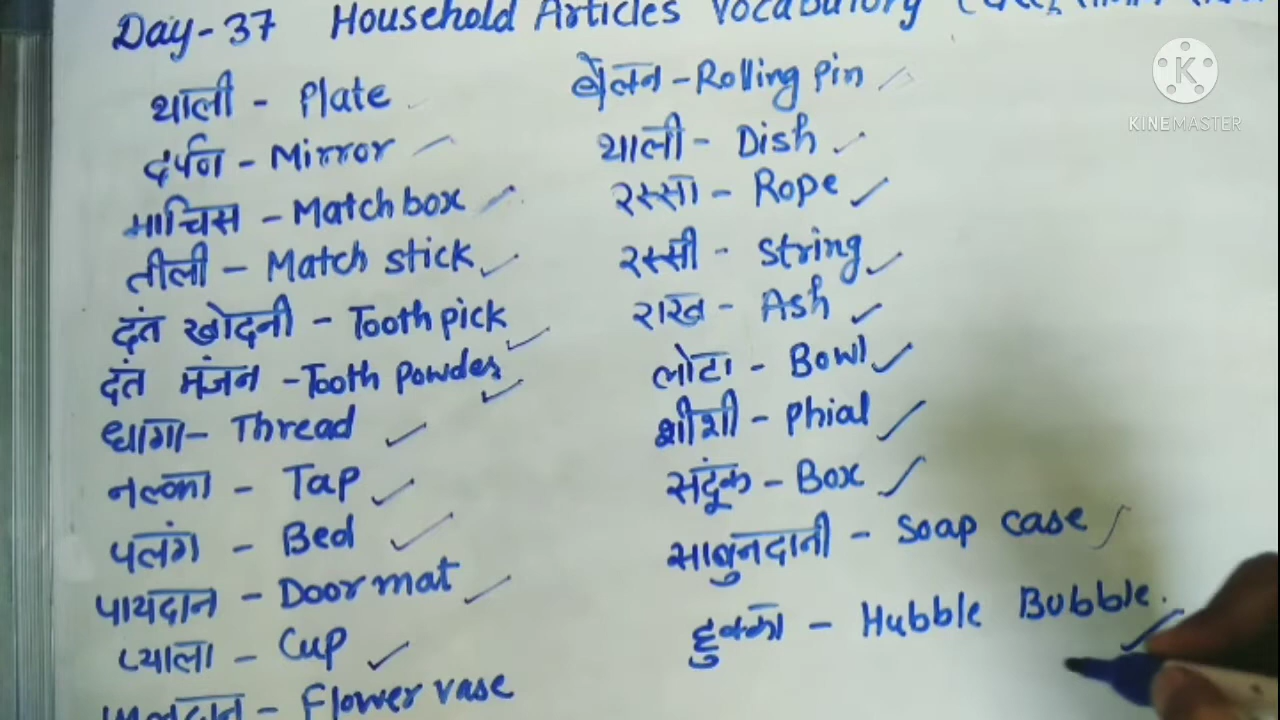 Day-37 Household Articles Vocabulary
थाली - Plate
दर्पन - Mirror
माचिस - Match box
तीली - Match stick
दंत खोदनी - Tooth pick
दंत मंजन - Tooth Powder
धागा - Thread
नल्का - Tap
पलंग - Bed
पायदान - Door mat
प्याला - Cup
- Flower vase
बेलन - Rolling Pin
थाली - Dish
रस्सा - Rope
रस्सी - String
राख - Ash
लोटा - Bowl
शीशी - Phial
संदूक - Box
साबुनदानी - Soap case
हुक्का - Hubble Bubble.
K
KINEMASTER